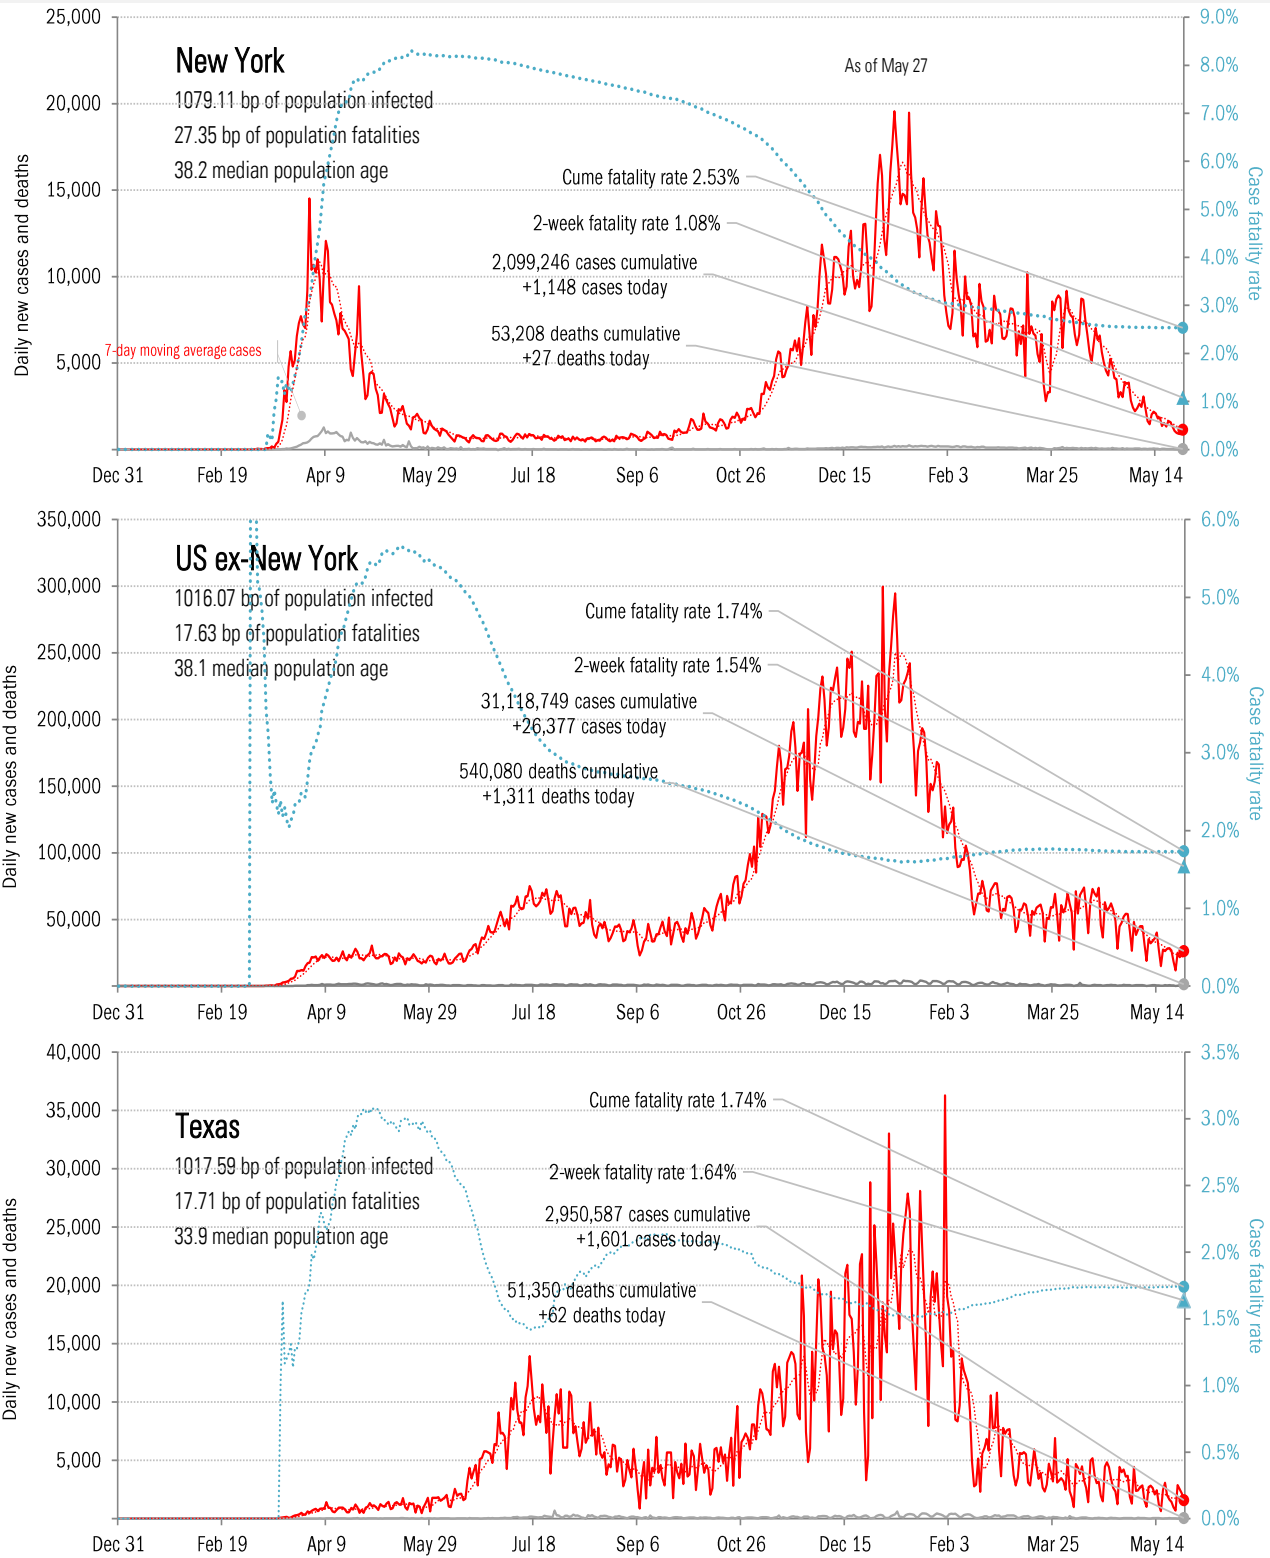 25,000
9.0%
New York
As of May 27
8.0%
1079.11 bp of population infected
20,000
7.0%
27.35 bp of population fatalities
38.2 median population age
6.0%
Cume fatality rate 2.53%
15,000
5.0%
2-week fatality rate 1.08%
2,099,246 cases cumulative
+1,148 cases today
4.0%
10,000
3.0%
53,208 deaths cumulative
+27 deaths today
7-day moving average cases
2.0%
5,000
1.0%
0.0%
Daily new cases and deaths
Case fatality rate
Dec 31 Feb 19 Apr 9 May 29 Jul 18 Sep 6 Oct 26 Dec 15 Feb 3 Mar 25 May 14
350,000
6.0%
US ex-New York
300,000
1016.07 bp of population infected
5.0%
Cume fatality rate 1.74%
17.63 bp of population fatalities
250,000
38.1 median population age
2-week fatality rate 1.54%
4.0%
31,118,749 cases cumulative
+26,377 cases today
200,000
3.0%
540,080 deaths cumulative
+1,311 deaths today
150,000
2.0%
100,000
50,000
1.0%
0.0%
Daily new cases and deaths
Case fatality rate
Dec 31 Feb 19 Apr 9 May 29 Jul 18 Sep 6 Oct 26 Dec 15 Feb 3 Mar 25 May 14
40,000
3.5%
Cume fatality rate 1.74%
35,000
3.0%
Texas
1017.59 bp of population infected
30,000
2-week fatality rate 1.64%
2.5%
17.71 bp of population fatalities
2,950,587 cases cumulative
+1,601 cases today
25,000
33.9 median population age
2.0%
20,000
51,350 deaths cumulative
+62 deaths today
1.5%
15,000
1.0%
10,000
5,000
0.5%
0.0%
Daily new cases and deaths
Case fatality rate
Dec 31 Feb 19 Apr 9 May 29 Jul 18 Sep 6 Oct 26 Dec 15 Feb 3 Mar 25 May 14